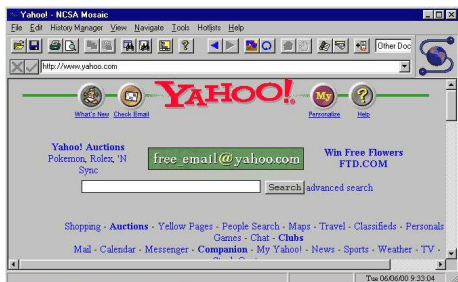 Yahoo! - NCSA Mosaic
File Edit History Manager View Navigate Tools Hotlists Help
Other Doc
http://www.yahoo.com
What's New Check Email YAHOO! My Personalize Help
Yahoo! Auctions
Pokemon, Rolex, 'N
Sync
free_email@yahoo.com
Win Free Flowers
FTD.COM
Search advanced search
Shopping - Auctions - Yellow Pages - People Search - Maps - Travel - Classifieds - Personals
Games - Chat - Clubs
Mail - Calendar - Messenger - Companion - My Yahoo! - News - Sports - Weather - TV -
Tue 06/06/00 9:33:04